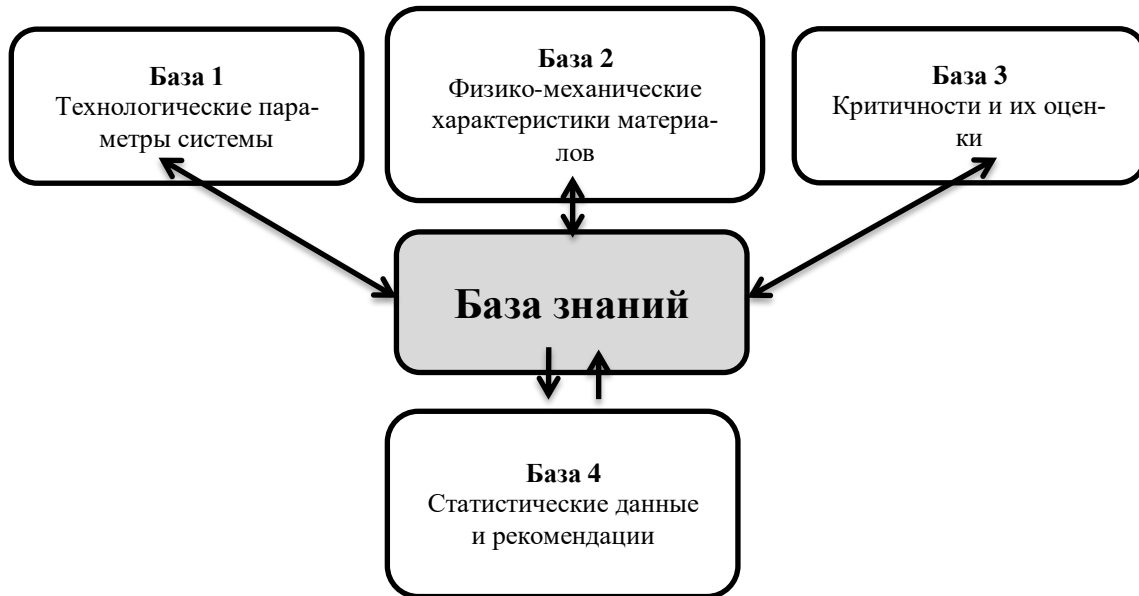 База 1
Технологические пара-
метры системы
База 2
Физико-механические
характеристики материа-
лов
База 3
Критичности и их оцен-
ки
База знаний
База 4
Статистические данные
и рекомендации